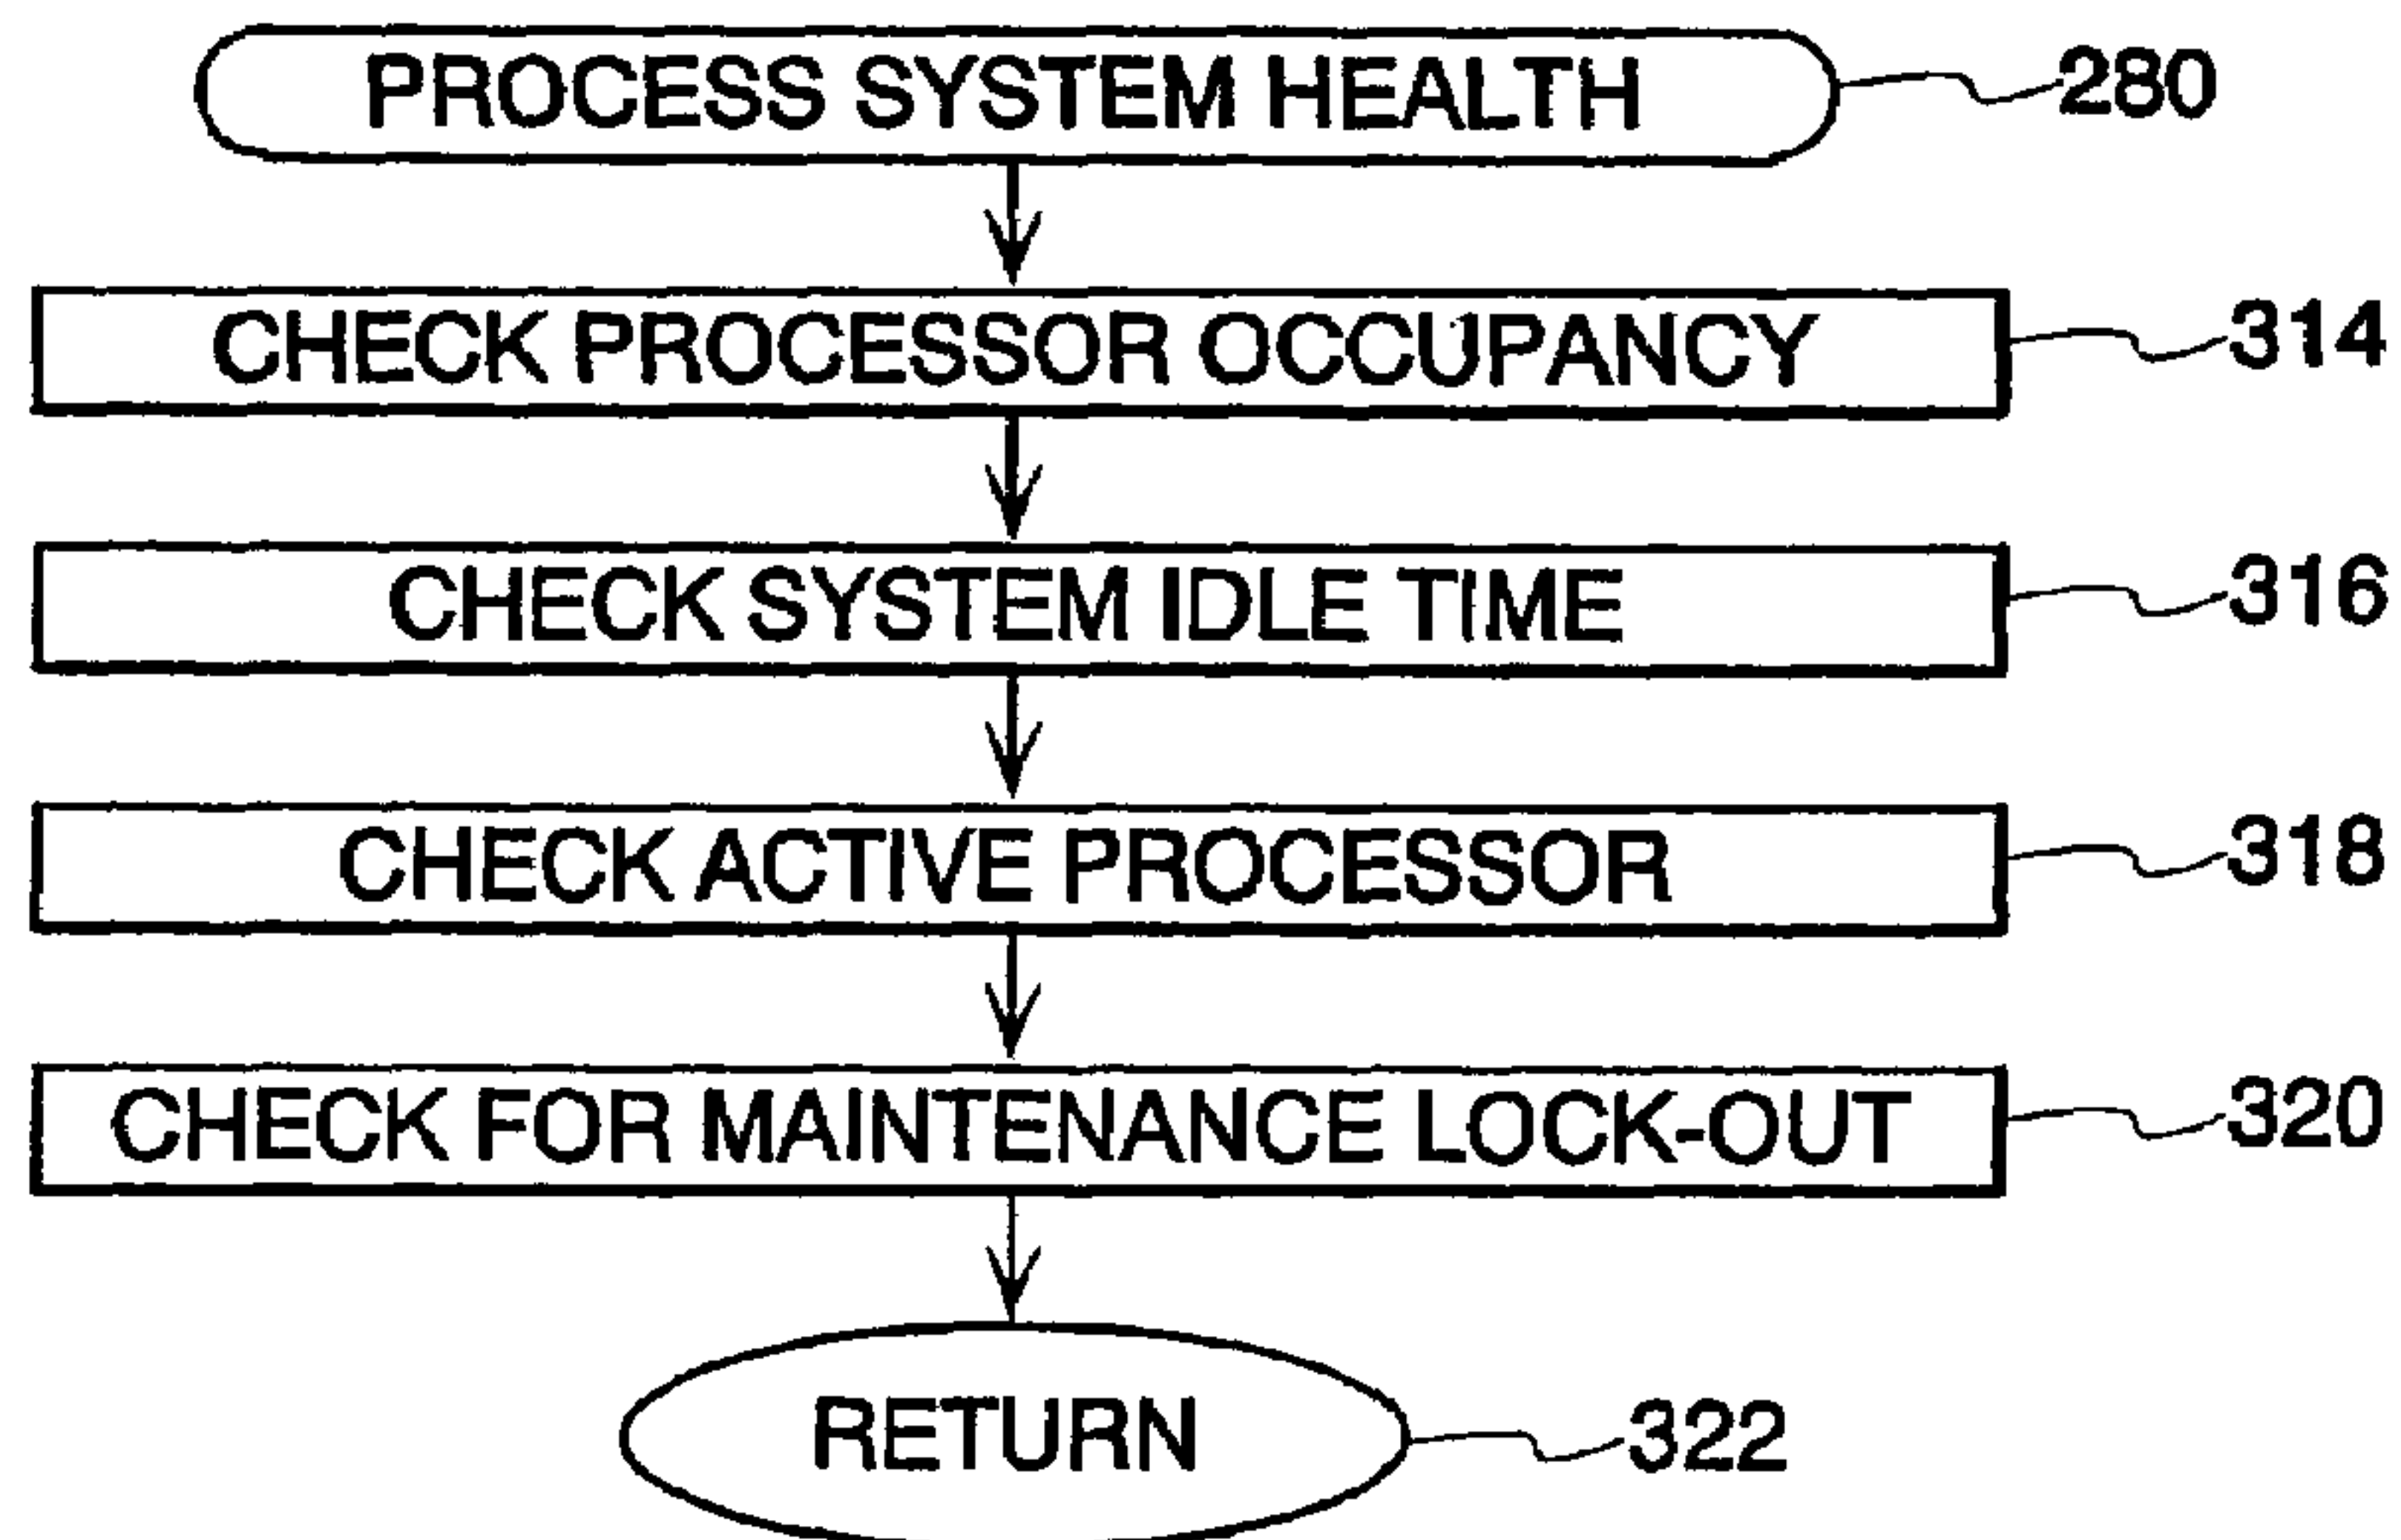 PROCESS SYSTEM HEALTH 280
CHECK PROCESSOR OCCUPANCY 314
CHECK SYSTEM IDLE TIME 316
CHECK ACTIVE PROCESSOR 318
CHECK FOR MAINTENANCE LOCK-OUT 320
RETURN 322